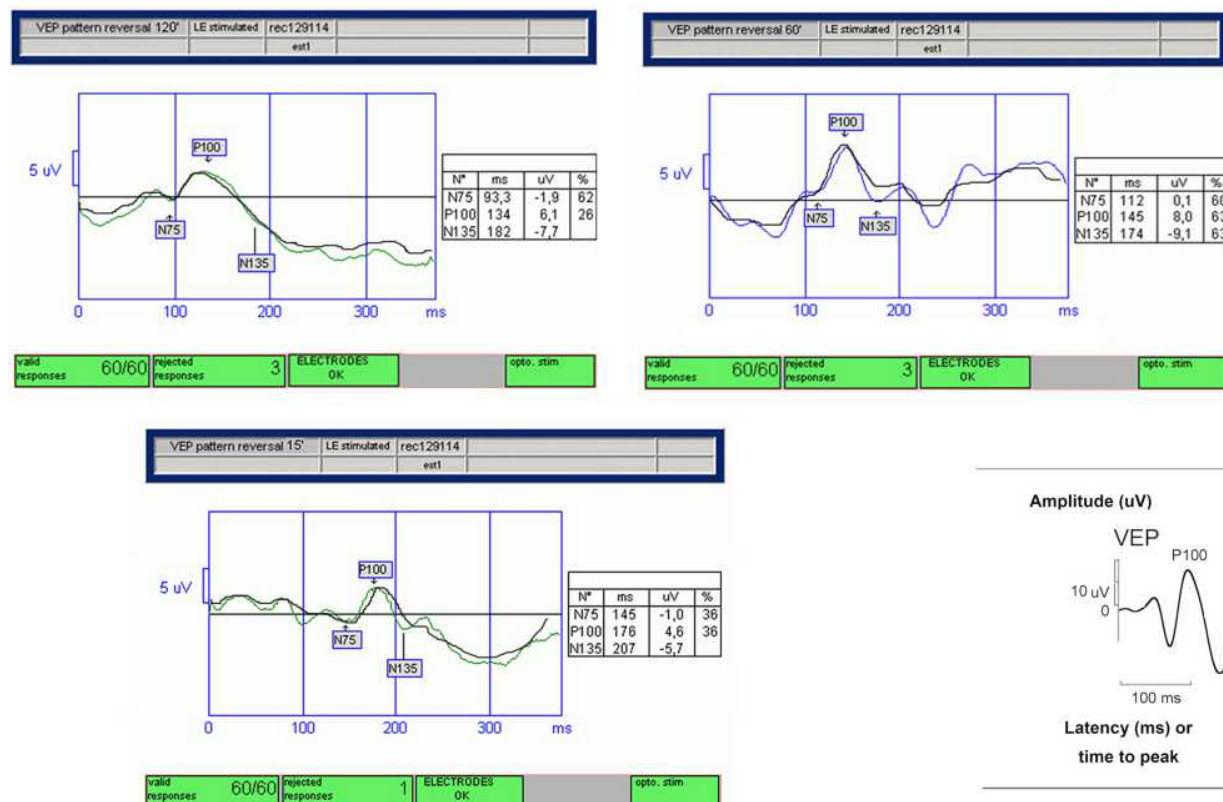 VEP pattern reversal 120' LE stimulated rec129114
est1
P100
5 uV
N75
N135
0 100 200 300 ms
N° ms uV %
N75 93,3 -1,9 62
P100 134 6,1 26
N135 182 -7,7
valid responses 60/60 rejected responses 3 ELECTRODES OK opto. stim
VEP pattern reversal 60' LE stimulated rec129114
est1
P100
5 uV
N75
N135
0 100 200 300 ms
N° ms uV %
N75 112 0,1 60
P100 145 8,0 63
N135 174 -9,1 63
valid responses 60/60 rejected responses 3 ELECTRODES OK opto. stim
VEP pattern reversal 15' LE stimulated rec129114
est1
P100
5 uV
N75
N135
0 100 200 300 ms
N° ms uV %
N75 145 -1,0 36
P100 176 4,6 36
N135 207 -5,7
valid responses 60/60 rejected responses 1 ELECTRODES OK opto. stim
Amplitude (uV)
VEP
P100
10 uV
0
100 ms
Latency (ms) or
time to peak